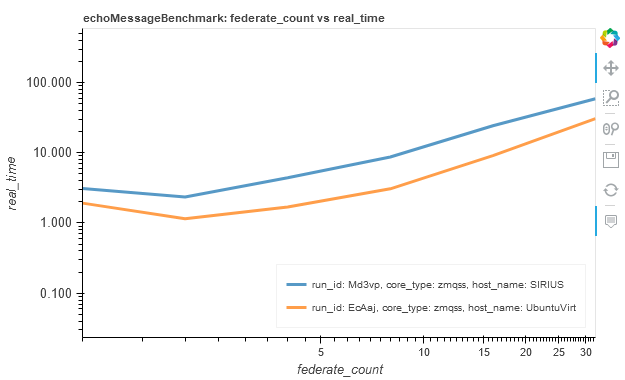 echoMessageBenchmark: federate_count vs real_time
100.000
10.000
1.000
0.100
real_time
run_id: Md3vp, core_type: zmqss, host_name: SIRIUS
run_id: EcAaj, core_type: zmqss, host_name: UbuntuVirt
5
10
15
20
25
30
federate_count